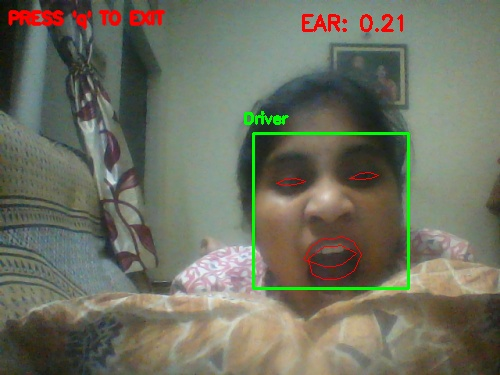 PRESS 'q' TO EXIT
EAR: 0.21
Driver